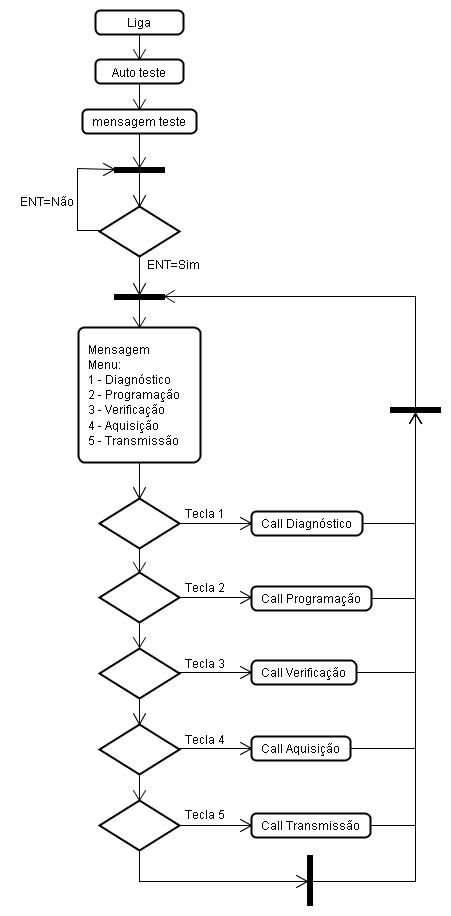 Liga
Auto teste
mensagem teste
ENT=Não
ENT=Sim
Mensagem
Menu:
1 - Diagnóstico
2 - Programação
3 - Verificação
4 - Aquisição
5 - Transmissão
Tecla 1
Call Diagnóstico
Tecla 2
Call Programação
Tecla 3
Call Verificação
Tecla 4
Call Aquisição
Tecla 5
Call Transmissão